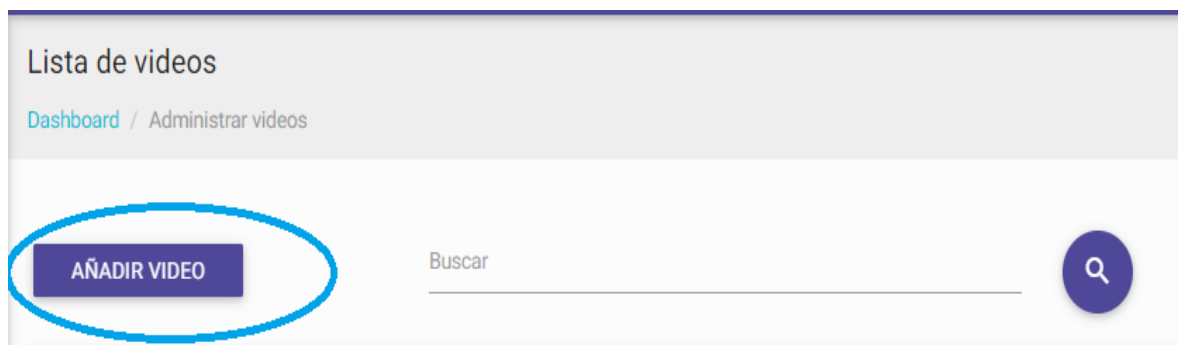 Lista de videos
Dashboard / Administrar videos
AÑADIR VIDEO
Buscar